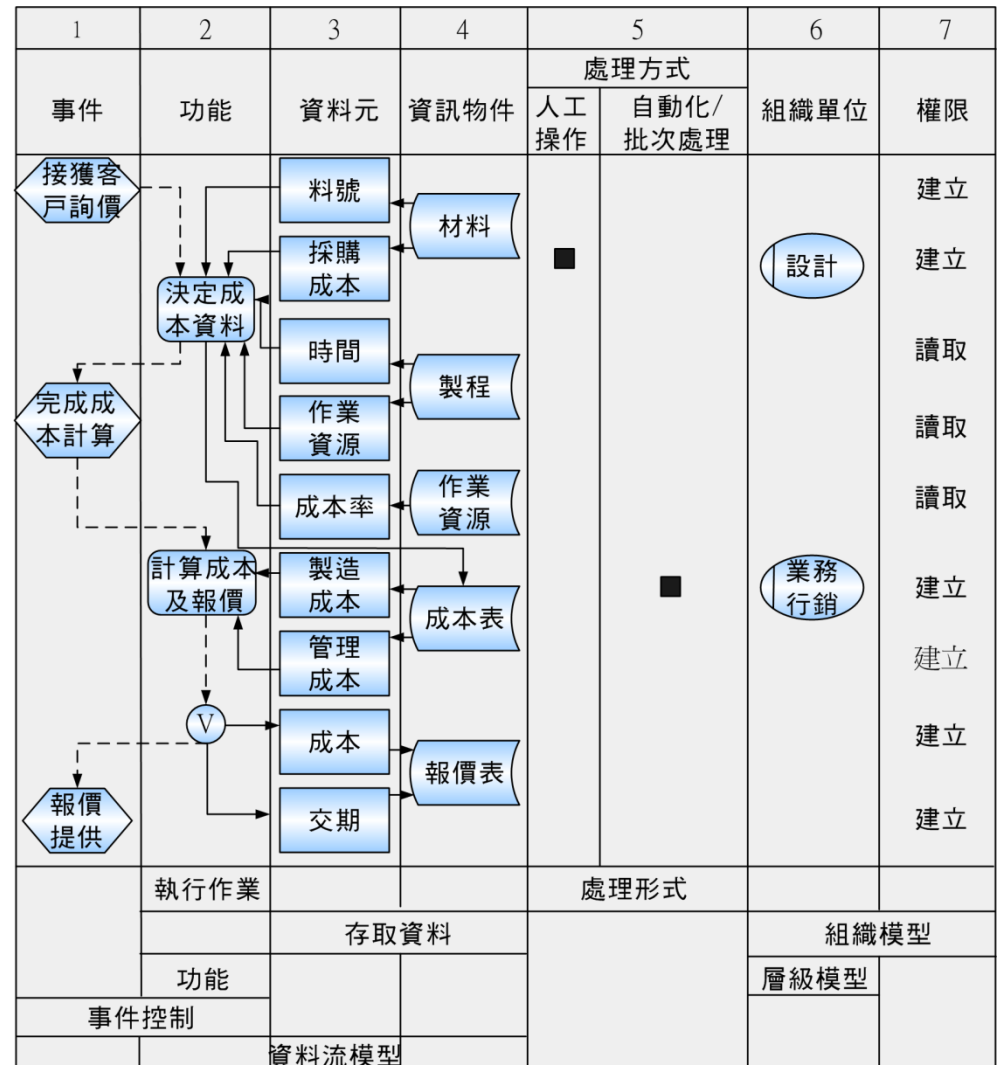 1 2 3 4 5 6 7
處理方式
事件 功能 資料元 資訊物件 人工 自動化/ 組織單位 權限
操作 批次處理
接獲客
戶詢價
料號
建立
材料
採購
成本
設計
建立
決定成
本資料
時間
讀取
製程
完成成
本計算
作業
資源
讀取
成本率
作業
資源
讀取
計算成本
及報價
製造
成本
成本表
業務
行銷
建立
管理
成本
建立
V
成本
建立
報價表
報價
提供
交期
建立
執行作業 處理形式
存取資料 組織模型
功能 層級模型
事件控制
資料流模型